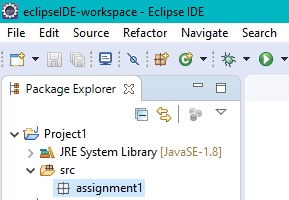 eclipseIDE-workspace - Eclipse IDE
File Edit Source Refactor Navigate Search
Package Explorer
Project1
JRE System Library [JavaSE-1.8]
src
assignment1